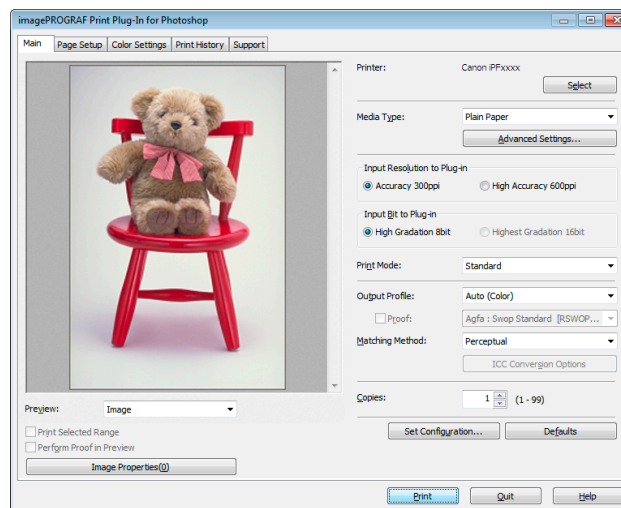 imagePROGRAF Print Plug-In for Photoshop
Main Page Setup Color Settings Print History Support
Printer: Canon iPFxxxx
Select
Media Type: Plain Paper
Advanced Settings...
Input Resolution to Plug-in
Accuracy 300ppi High Accuracy 600ppi
Input Bit to Plug-in
High Gradation 8bit Highest Gradation 16bit
Print Mode: Standard
Output Profile: Auto (Color)
Proof: Agfa : Swop Standard [RSWOP...
Matching Method: Perceptual
ICC Conversion Options
Copies: 1 (1 - 99)
Preview: Image
Print Selected Range
Perform Proof in Preview
Set Configuration... Defaults
Image Properties(0)
Print Quit Help